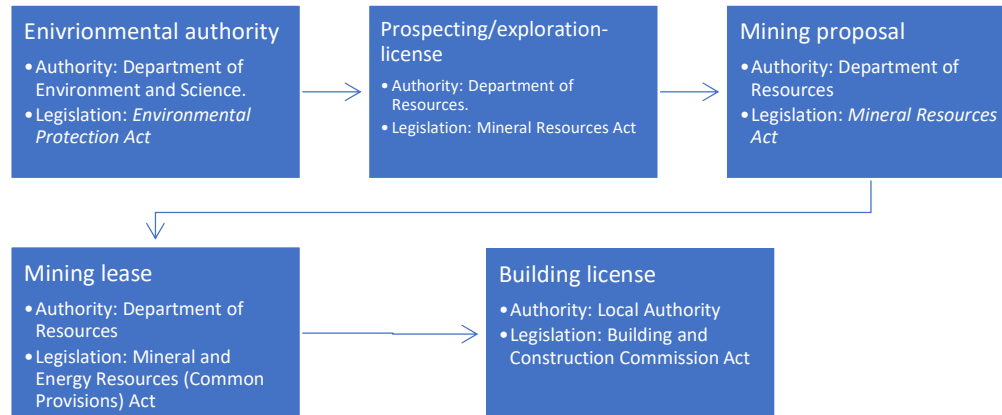 Enivrionmental authority
• Authority: Department of
Environment and Science.
• Legislation: Environmental
Protection Act
Prospecting/exploration-
license
• Authority: Department of
Resources.
• Legislation: Mineral Resources Act
Mining proposal
• Authority: Department of
Resources
• Legislation: Mineral Resources
Act
Mining lease
• Authority: Department of
Resources
• Legislation: Mineral and
Energy Resources (Common
Provisions) Act
Building license
• Authority: Local Authority
• Legislation: Building and
Construction Commission Act